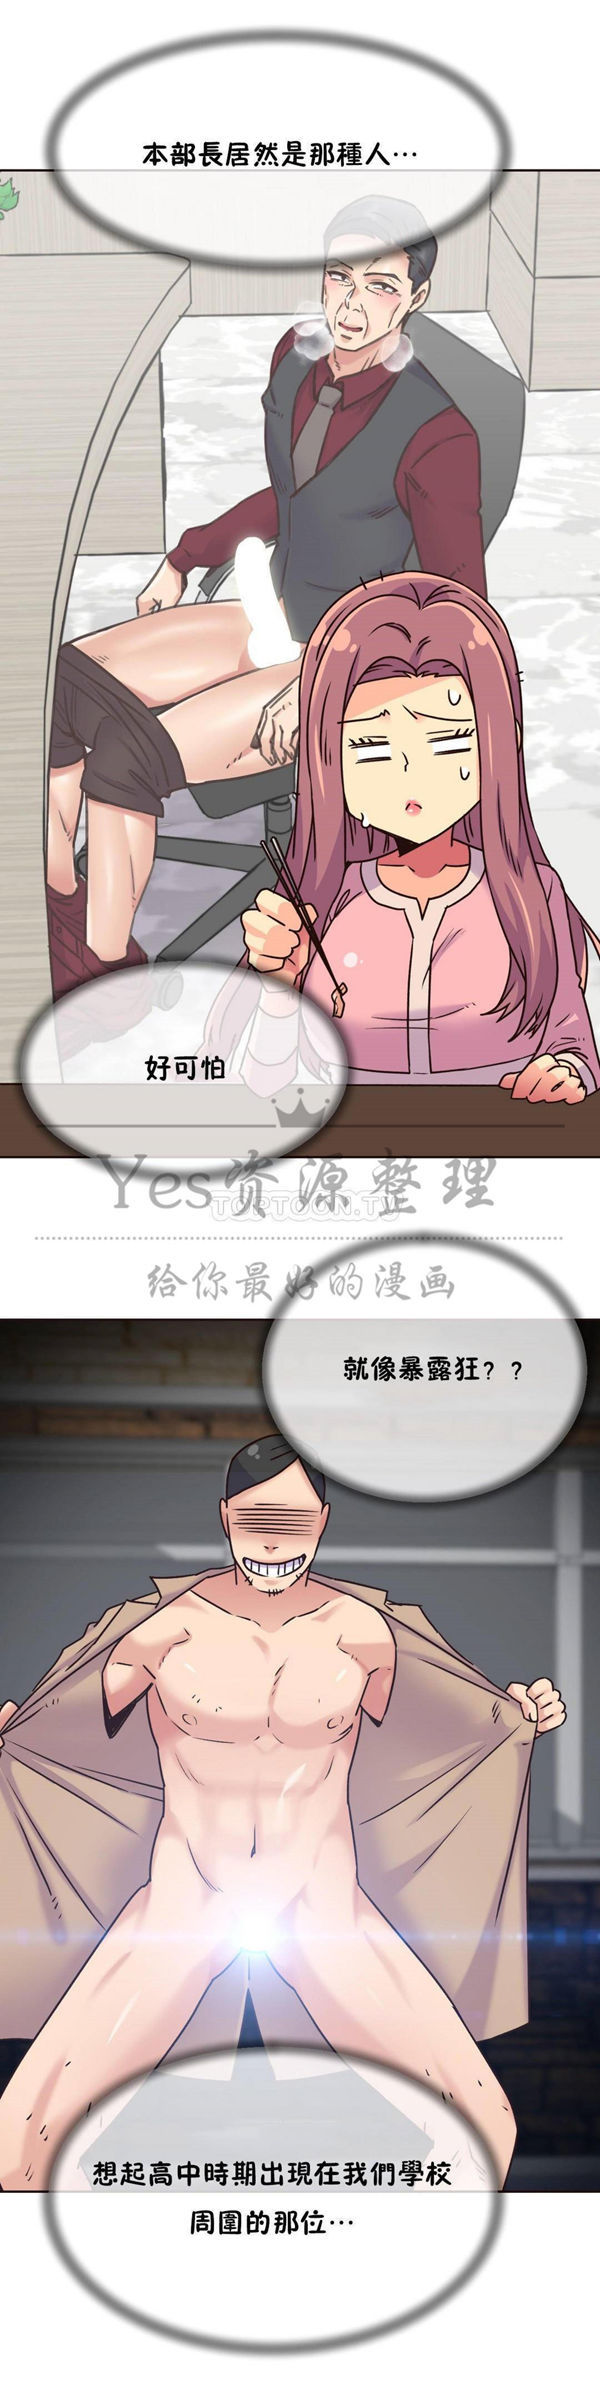 本部長居然是那種人…
好可怕
Yes资源整理
TOPTOON.TV
给你最好的漫画
就像暴露狂？？
想起高中時期出現在我們學校
周圍的那位…